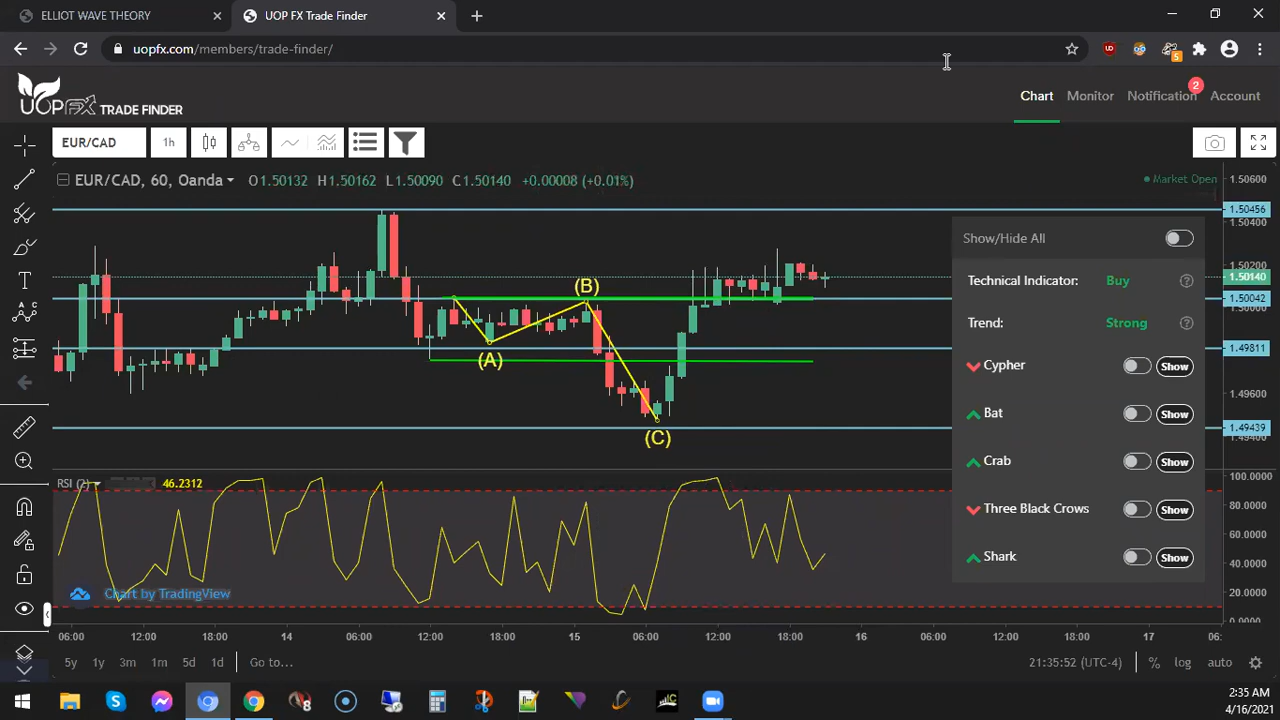 ELLIOT WAVE THEORY
UOP FX Trade Finder
uopfx.com/members/trade-finder/
5
UOPFX TRADE FINDER
Chart
Monitor
Notification
2
Account
EUR/CAD
1h
EUR/CAD, 60, Oanda
O1.50132 H1.50162 L1.50090 C1.50140 +0.00008 (+0.01%)
Market Open
1.50600
1.50456
1.50400
1.50200
1.50140
1.50042
1.49811
1.49600
1.49439
1.49400
(A)
(B)
(C)
Show/Hide All
Technical Indicator: Buy
Trend: Strong
Cypher Show
Bat Show
Crab Show
Three Black Crows Show
Shark Show
RSI (2) 46.2312
100.0000
80.0000
60.0000
40.0000
20.0000
0.0000
Chart by TradingView
06:00 12:00 18:00 14 06:00 12:00 18:00 15 06:00 12:00 18:00 16 06:00 12:00 18:00 17 06:
5y 1y 3m 1m 5d 1d Go to...
21:35:52 (UTC-4) % log auto
2:35 AM
4/16/2021